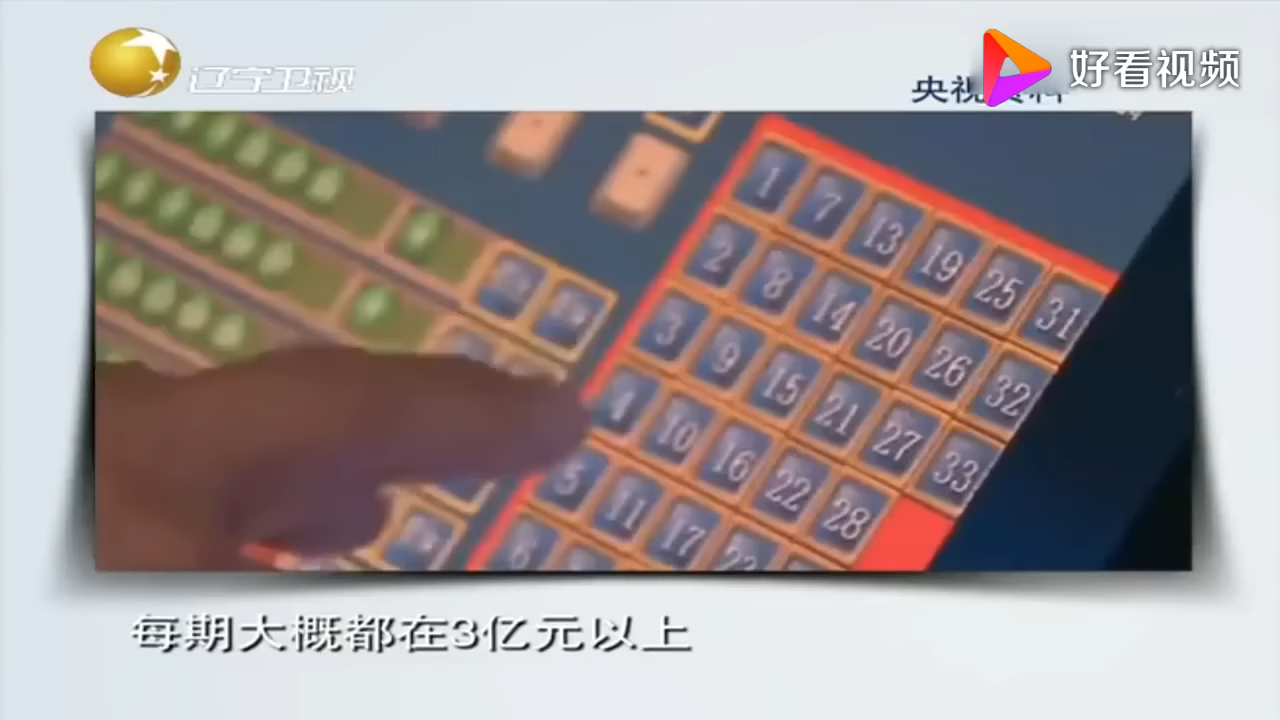 辽宁卫视
好看视频
央视资料
1 7 13 19 25 31
2 8 14 20 26 32
3 9 15 21 27 33
4 10 16 22 28
5 11 17
6
每期大概都在3亿元以上